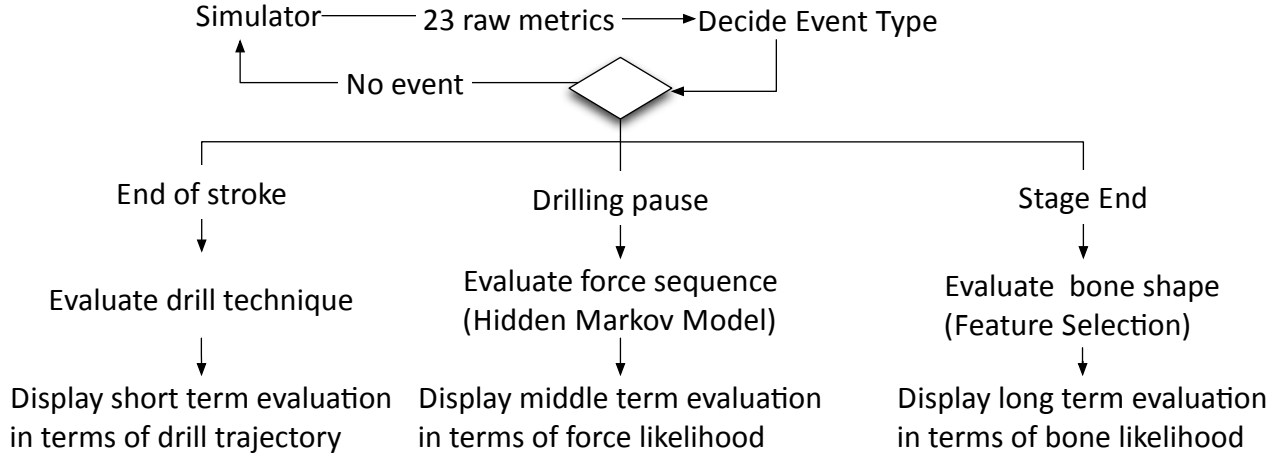 Simulator 23 raw metrics Decide Event Type
No event
End of stroke
Drilling pause
Stage End
Evaluate drill technique
Evaluate force sequence
(Hidden Markov Model)
Evaluate bone shape
(Feature Selection)
Display short term evaluation
in terms of drill trajectory
Display middle term evaluation
in terms of force likelihood
Display long term evaluation
in terms of bone likelihood